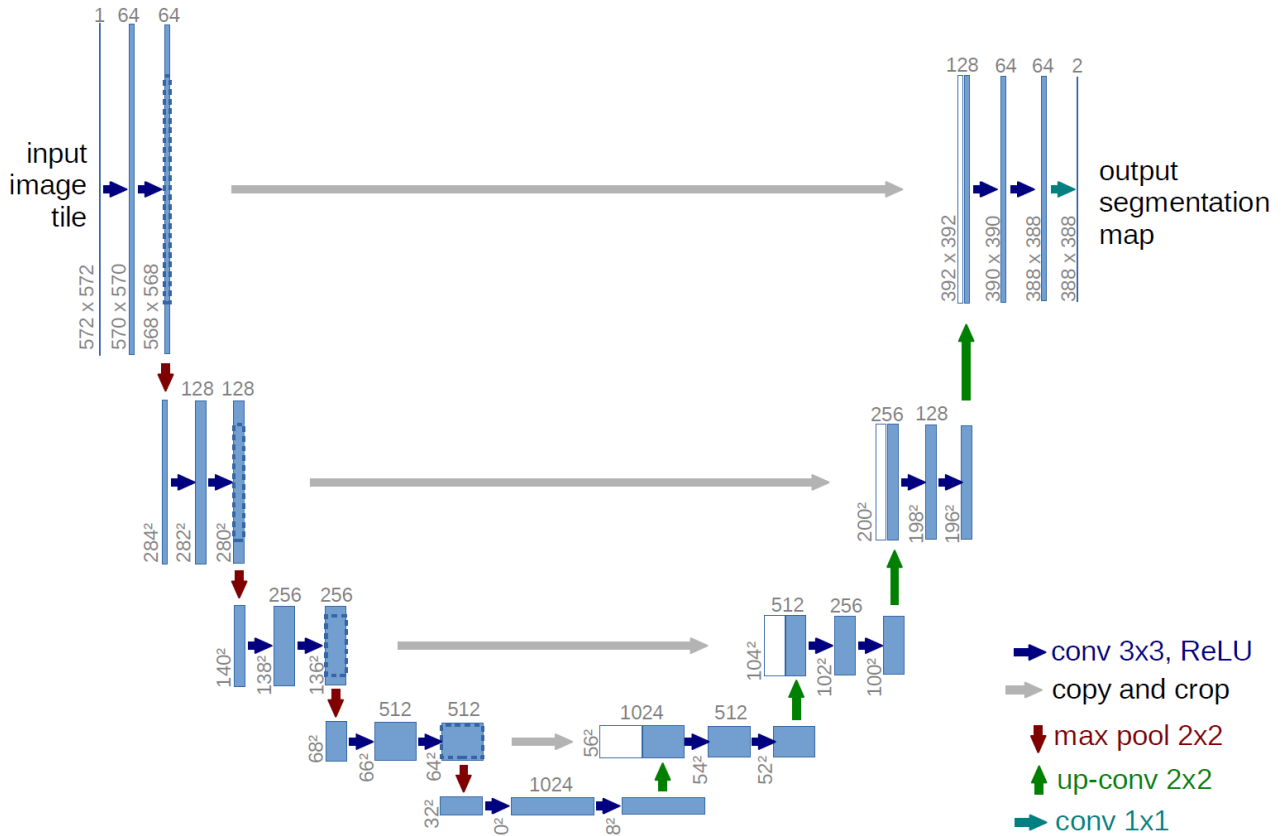 1
64
64
input
image
tile
572 x 572
570 x 570
568 x 568
128
64
64
2
392 x 392
390 x 390
388 x 388
388 x 388
output
segmentation
map
128
128
284²
282²
280²
256
128
200²
198²
196²
256
256
140²
138²
136²
512
256
104²
102²
100²
512
512
68²
66²
64²
1024
512
56²
54²
52²
1024
32²
0²
8²
conv 3x3, ReLU
copy and crop
max pool 2x2
up-conv 2x2
conv 1x1